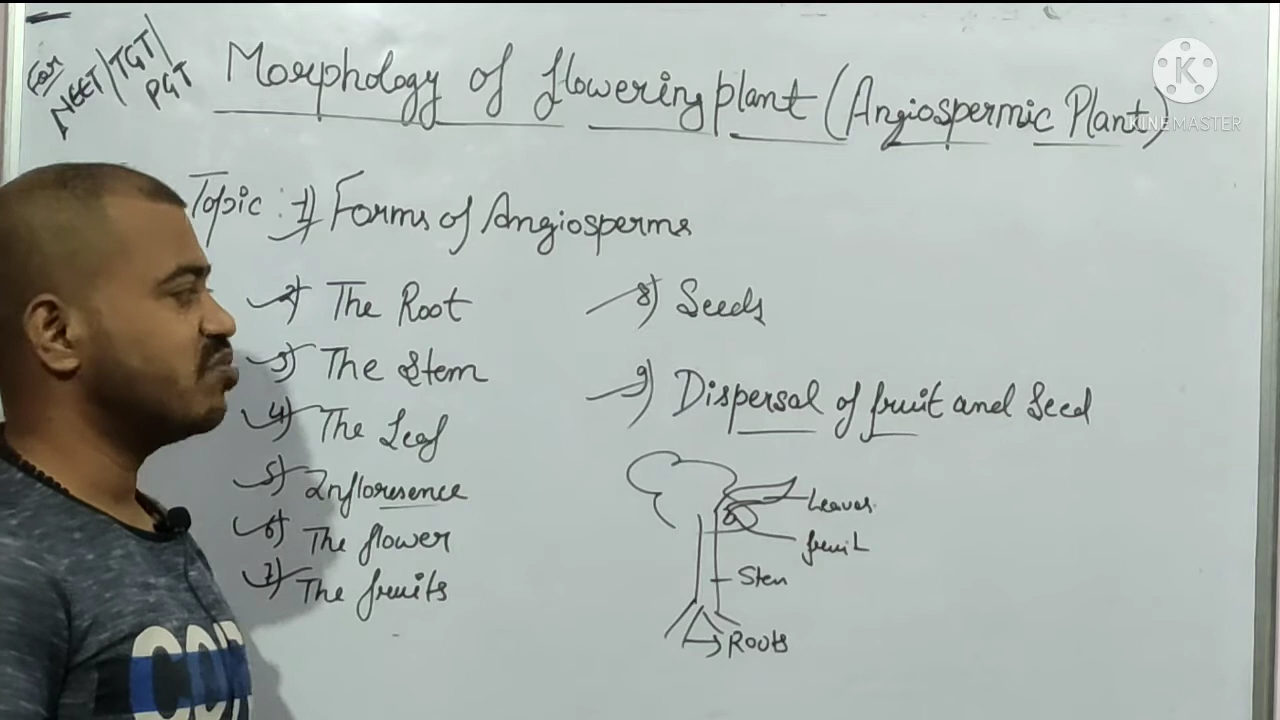 For
NEET/TGT/
PGT
Morphology of flowering plant (Angiospermic Plant)
KINEMASTER
Topic :- 1) Forms of Angiosperms
2) The Root
3) The Stem
4) The Leaf
5) Infloresence
6) The flower
7) The fruits
8) Seeds
9) Dispersal of fruit and Seed
Leaves
fruit
Stem
Roots